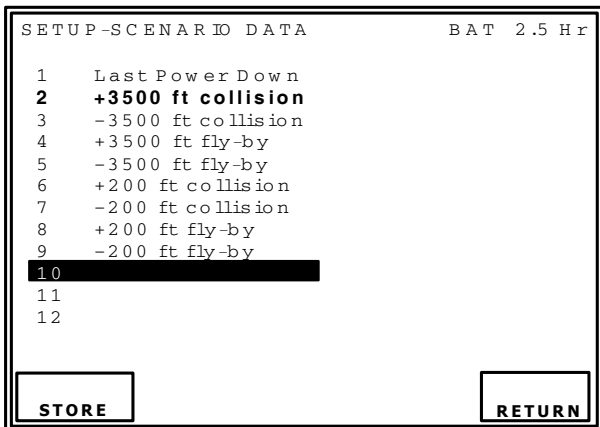 SETUP-SCENARIO DATA BAT 2.5 Hr
1 Last Power Down
2 +3500 ft collision
3 -3500 ft collision
4 +3500 ft fly-by
5 -3500 ft fly-by
6 +200 ft collision
7 -200 ft collision
8 +200 ft fly-by
9 -200 ft fly-by
10
11
12
STORE RETURN